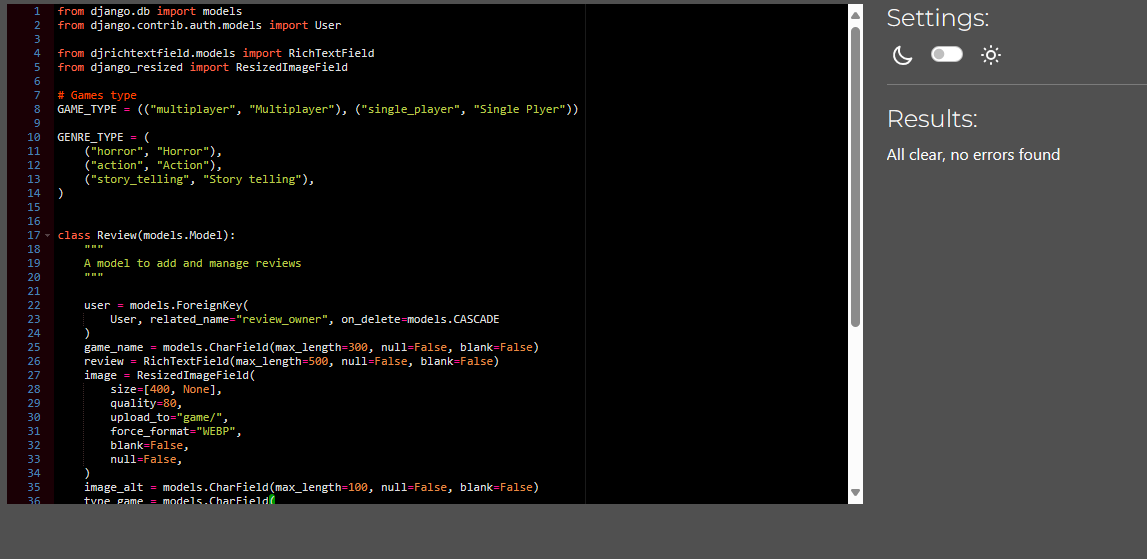 1 from django.db import models
2 from django.contrib.auth.models import User
3
4 from djrichtextfield.models import RichTextField
5 from django_resized import ResizedImageField
6
7 # Games type
8 GAME_TYPE = (("multiplayer", "Multiplayer"), ("single_player", "Single Plyer"))
9
10 GENRE_TYPE = (
11     ("horror", "Horror"),
12     ("action", "Action"),
13     ("story_telling", "Story telling"),
14 )
15
16
17 class Review(models.Model):
18     """
19     A model to add and manage reviews
20     """
21
22     user = models.ForeignKey(
23         User, related_name="review_owner", on_delete=models.CASCADE
24     )
25     game_name = models.CharField(max_length=300, null=False, blank=False)
26     review = RichTextField(max_length=500, null=False, blank=False)
27     image = ResizedImageField(
28         size=[400, None],
29         quality=80,
30         upload_to="game/",
31         force_format="WEBP",
32         blank=False,
33         null=False,
34     )
35     image_alt = models.CharField(max_length=100, null=False, blank=False)
36     type_game = models.CharField(
Settings:
Results:
All clear, no errors found